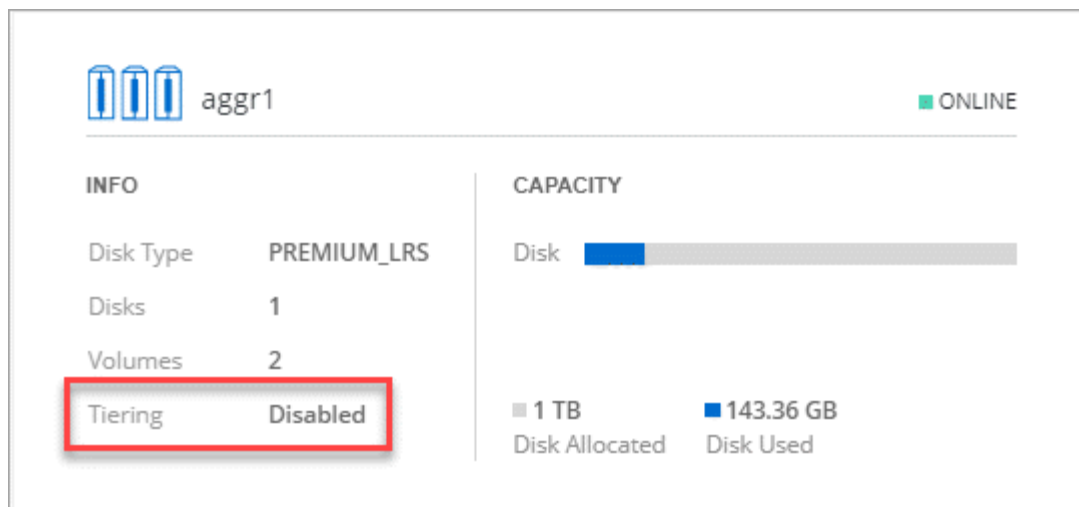 aggr1
ONLINE
INFO
Disk Type PREMIUM_LRS
Disks 1
Volumes 2
Tiering Disabled
CAPACITY
Disk
1 TB 143.36 GB
Disk Allocated Disk Used